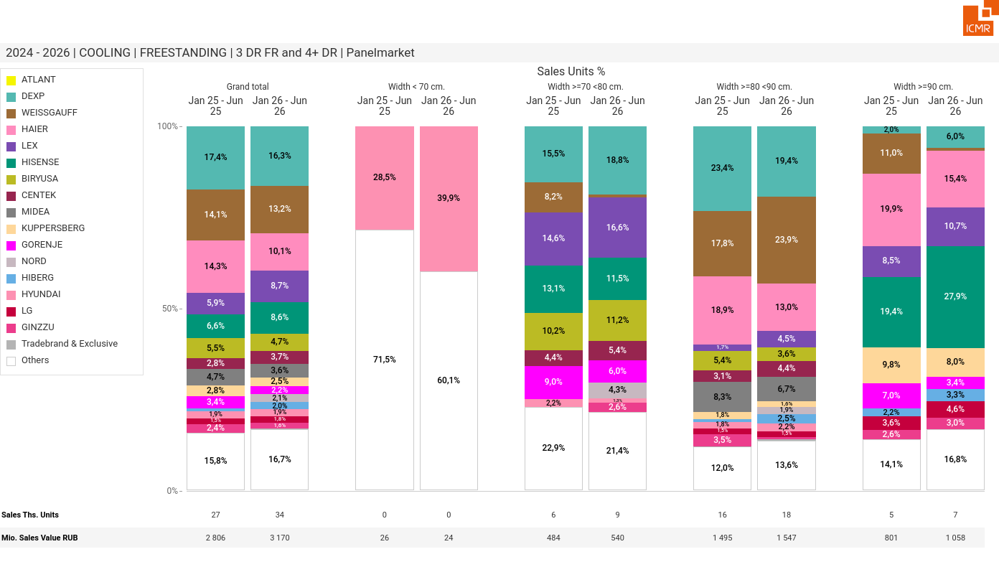 ICMR
2024 - 2026 | COOLING | FREESTANDING | 3 DR FR and 4+ DR | Panelmarket
ATLANT
DEXP
WEISSGAUFF
HAIER
LEX
HISENSE
BIRYUSA
CENTEK
MIDEA
KUPPERSBERG
GORENJE
NORD
HIBERG
HYUNDAI
LG
GINZZU
Tradebrand & Exclusive
Others
Sales Units %
Grand total
Jan 25 - Jun 25
Jan 26 - Jun 26
Width < 70 cm.
Jan 25 - Jun 25
Jan 26 - Jun 26
Width >=70 <80 cm.
Jan 25 - Jun 25
Jan 26 - Jun 26
Width >=80 <90 cm.
Jan 25 - Jun 25
Jan 26 - Jun 26
Width >=90 cm.
Jan 25 - Jun 25
Jan 26 - Jun 26
100%
50%
0%
17,4%
14,1%
14,3%
5,9%
6,6%
5,5%
2,8%
4,7%
2,8%
3,4%
1,9%
1,5%
2,4%
15,8%
16,3%
13,2%
10,1%
8,7%
8,6%
4,7%
3,7%
3,6%
2,5%
2,2%
2,1%
2,0%
1,9%
1,8%
1,6%
16,7%
28,5%
71,5%
39,9%
60,1%
15,5%
8,2%
14,6%
13,1%
10,2%
4,4%
9,0%
2,2%
22,9%
18,8%
16,6%
11,5%
11,2%
5,4%
6,0%
4,3%
1,3%
2,6%
21,4%
23,4%
17,8%
18,9%
1,7%
5,4%
3,1%
8,3%
1,8%
1,8%
1,5%
3,5%
12,0%
19,4%
23,9%
13,0%
4,5%
3,6%
4,4%
6,7%
1,6%
1,9%
2,5%
2,2%
1,5%
13,6%
2,0%
11,0%
19,9%
8,5%
19,4%
9,8%
7,0%
2,2%
3,6%
2,6%
14,1%
6,0%
15,4%
10,7%
27,9%
8,0%
3,4%
3,3%
4,6%
3,0%
16,8%
Sales Ths. Units 27 34 0 0 6 9 16 18 5 7
Mio. Sales Value RUB 2 806 3 170 26 24 484 540 1 495 1 547 801 1 058